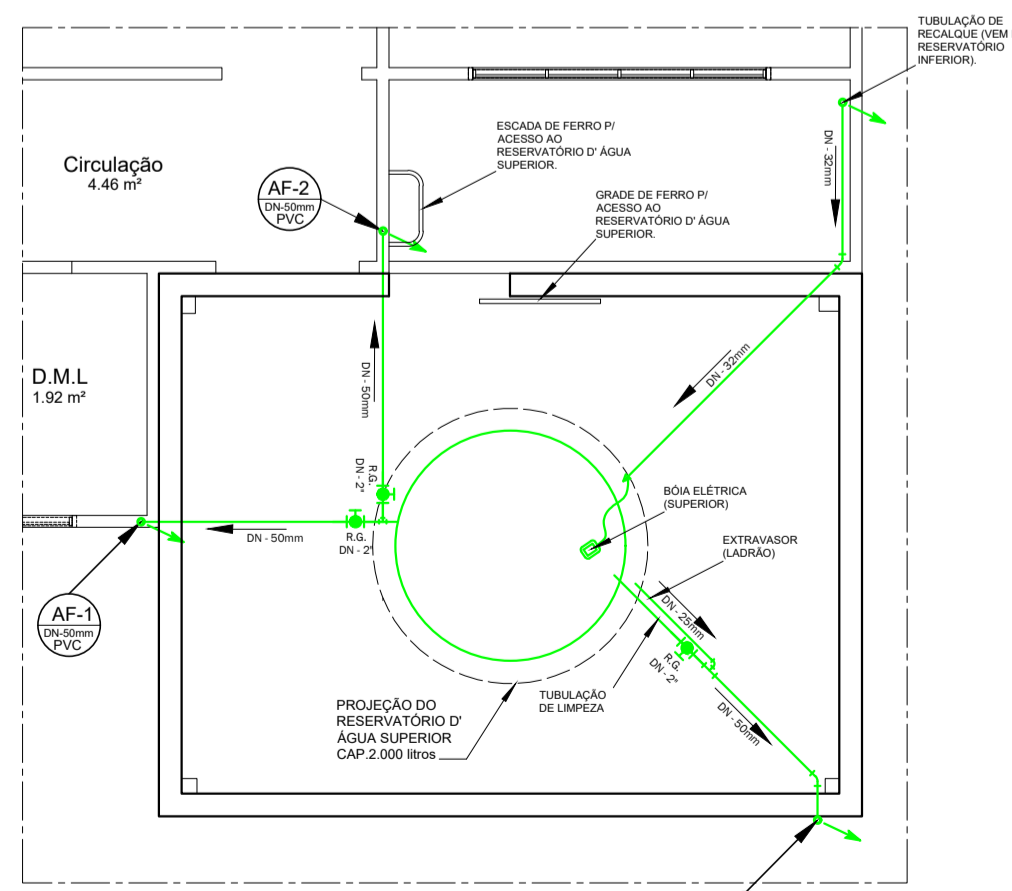 TUBULAÇÃO DE
RECALQUE (VEM
RESERVATÓRIO
INFERIOR).
ESCADA DE FERRO P/
ACESSO AO
RESERVATÓRIO D' ÁGUA
SUPERIOR.
DN - 32mm
Circulação
4.46 m²
AF-2
DN-50mm
PVC
GRADE DE FERRO P/
ACESSO AO
RESERVATÓRIO D' ÁGUA
SUPERIOR.
D.M.L
1.92 m²
DN - 50mm
DN - 32mm
R.G.
DN - 2"
BÓIA ELÉTRICA
(SUPERIOR)
DN - 50mm
R.G.
DN - 2"
EXTRAVASOR
(LADRÃO)
AF-1
DN-50mm
PVC
DN - 25mm
R.G.
DN - 2"
TUBULAÇÃO
DE LIMPEZA
DN - 50mm
PROJEÇÃO DO
RESERVATÓRIO D'
ÁGUA SUPERIOR
CAP.2.000 litros